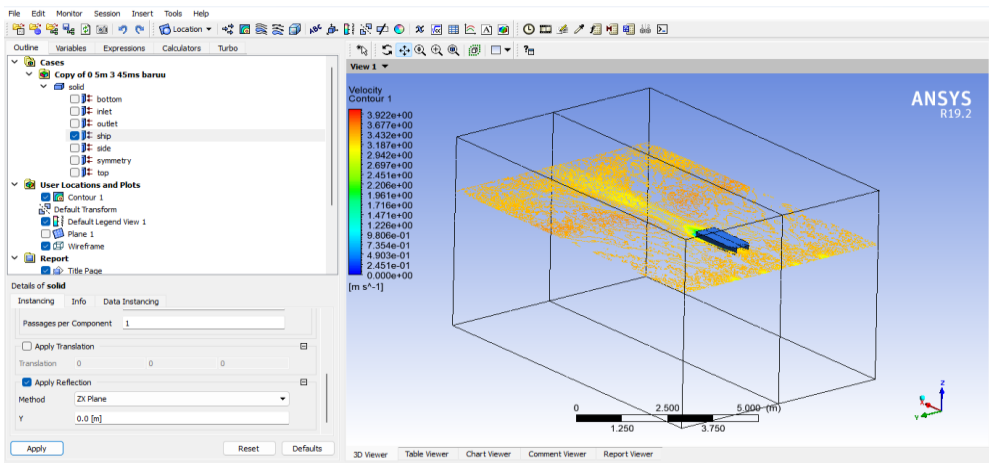 File Edit Monitor Session Insert Tools Help
Location
Outline Variables Expressions Calculators Turbo
Cases
Copy of 0 5m 3 45ms baruu
solid
bottom
inlet
outlet
ship
side
symmetry
top
User Locations and Plots
Contour 1
Default Transform
Default Legend View 1
Plane 1
Wireframe
Report
Title Page
Details of solid
Instancing Info Data Instancing
Passages per Component 1
Apply Translation
Translation 0 0 0
Apply Reflection
Method ZX Plane
Y 0.0 [m]
Apply Reset Defaults
View 1
Velocity
Contour 1
3.922e+00
3.677e+00
3.432e+00
3.187e+00
2.942e+00
2.697e+00
2.451e+00
2.206e+00
1.961e+00
1.716e+00
1.471e+00
1.226e+00
9.806e-01
7.354e-01
4.903e-01
2.451e-01
0.000e+00
[m s^-1]
ANSYS
R19.2
0 2.500 5.000 (m)
1.250 3.750
Z
X
Y
3D Viewer Table Viewer Chart Viewer Comment Viewer Report Viewer